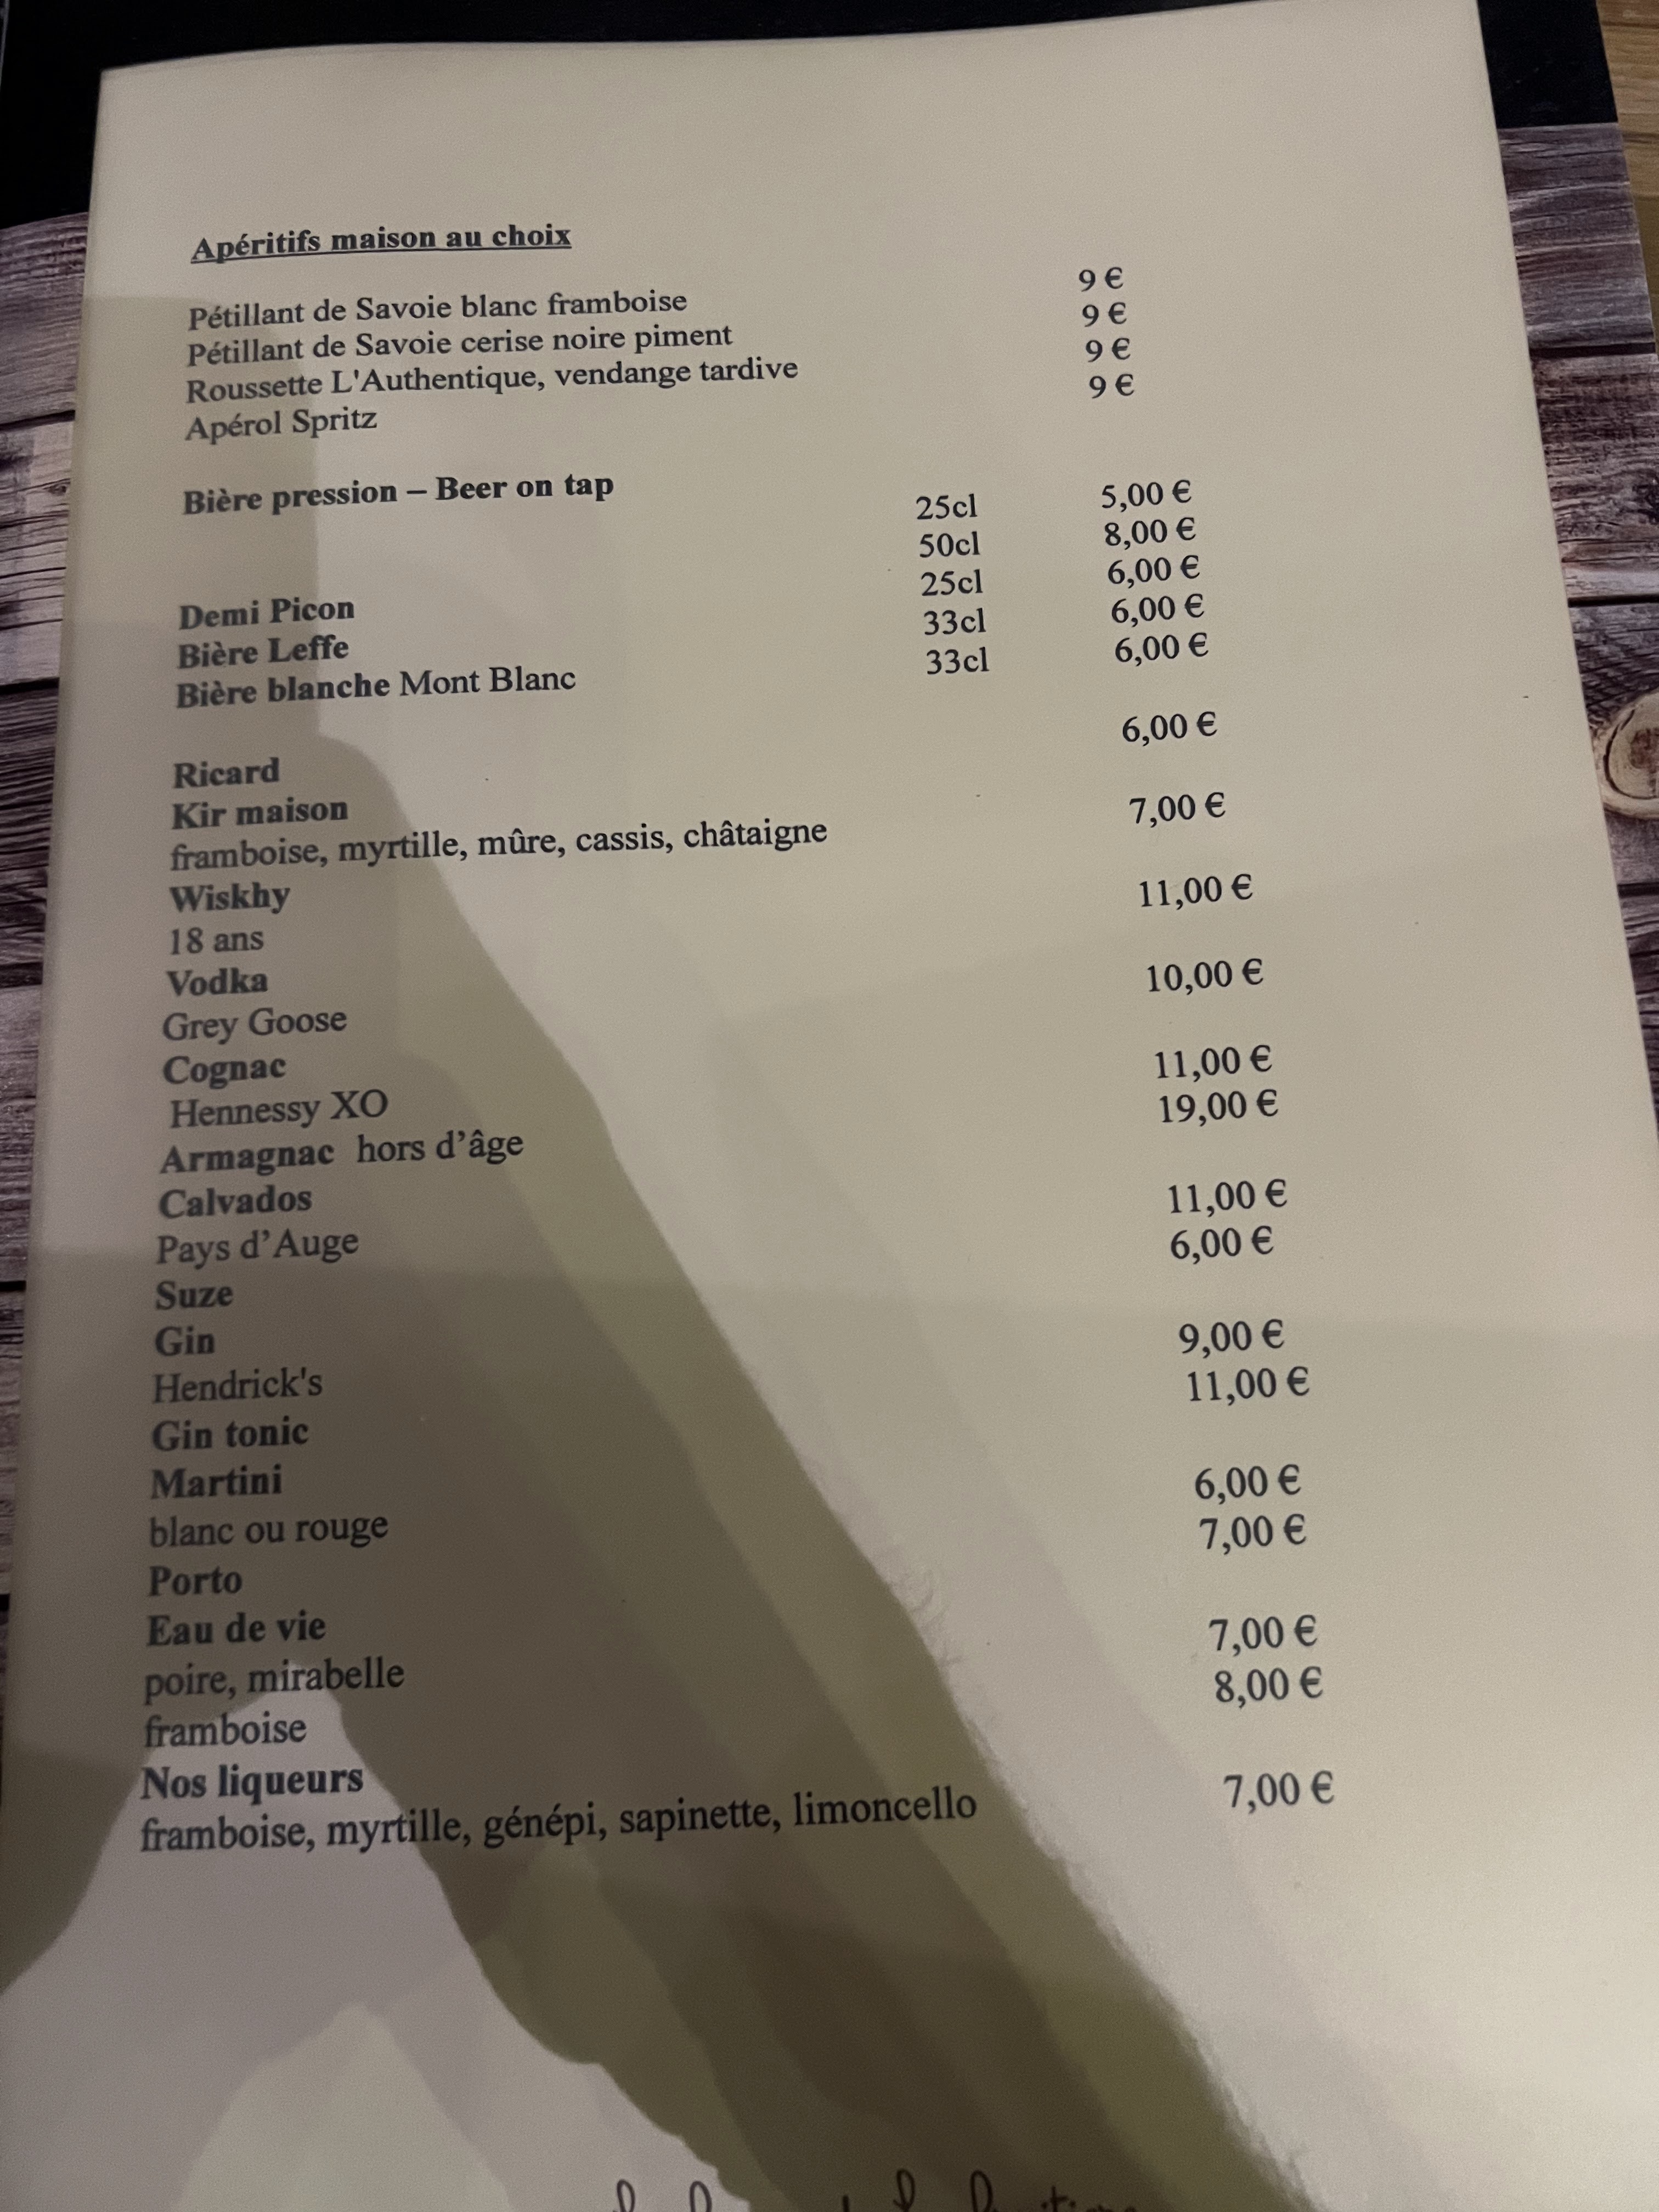 Apéritifs maison au choix
Pétillant de Savoie blanc framboise 9 €
Pétillant de Savoie cerise noire piment 9 €
Roussette L'Authentique, vendange tardive 9 €
Apérol Spritz 9 €
Bière pression – Beer on tap 25cl 5,00 €
50cl 8,00 €
Demi Picon 25cl 6,00 €
Bière Leffe 33cl 6,00 €
Bière blanche Mont Blanc 33cl 6,00 €
Ricard 6,00 €
Kir maison
framboise, myrtille, mûre, cassis, châtaigne 7,00 €
Wiskhy
18 ans 11,00 €
Vodka
Grey Goose 10,00 €
Cognac
Hennessy XO 11,00 €
Armagnac hors d’âge 19,00 €
Calvados
Pays d’Auge 11,00 €
Suze 6,00 €
Gin
Hendrick's 9,00 €
Gin tonic 11,00 €
Martini
blanc ou rouge 6,00 €
Porto 7,00 €
Eau de vie
poire, mirabelle 7,00 €
framboise 8,00 €
Nos liqueurs
framboise, myrtille, génépi, sapinette, limoncello 7,00 €